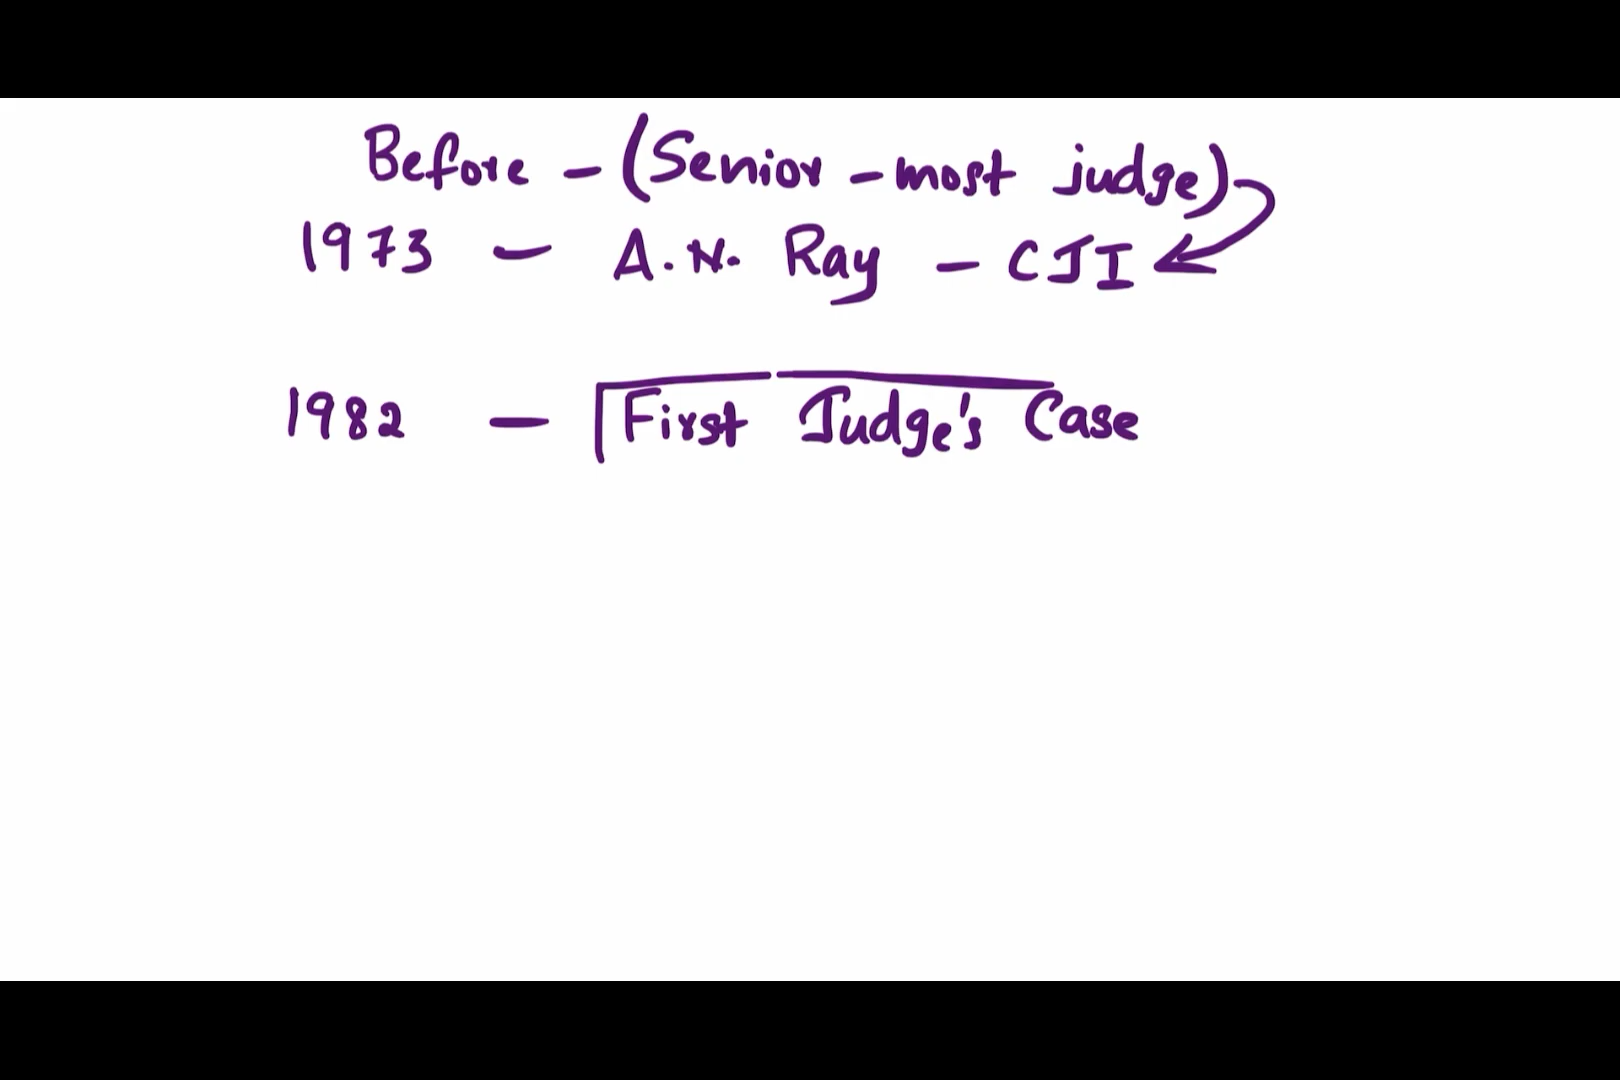 Before - (Senior - most judge)
1973 - A.N. Ray - CJI
1982 - First Judge's Case